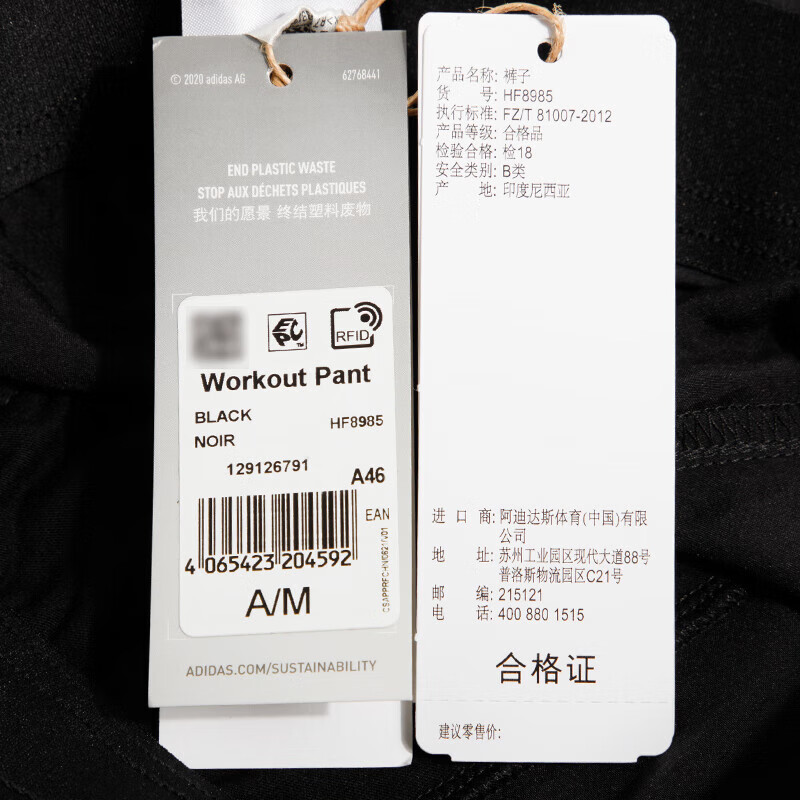 © 2020 adidas AG
62768441
END PLASTIC WASTE
STOP AUX DÉCHETS PLASTIQUES
我们的愿景 终结塑料废物
EPC
TM
RFID
Workout Pant
BLACK
HF8985
NOIR
129126791
A46
EAN
4 065423 204592
A/M
ADIDAS.COM/SUSTAINABILITY
产品名称: 裤子
货 号: HF8985
执行标准: FZ/T 81007-2012
产品等级: 合格品
检验合格: 检18
安全类别: B类
产 地: 印度尼西亚
进 口 商: 阿迪达斯体育(中国)有限
公司
地 址: 苏州工业园区现代大道88号
普洛斯物流园区C21号
邮 编: 215121
电 话: 400 880 1515
合格证
建议零售价: